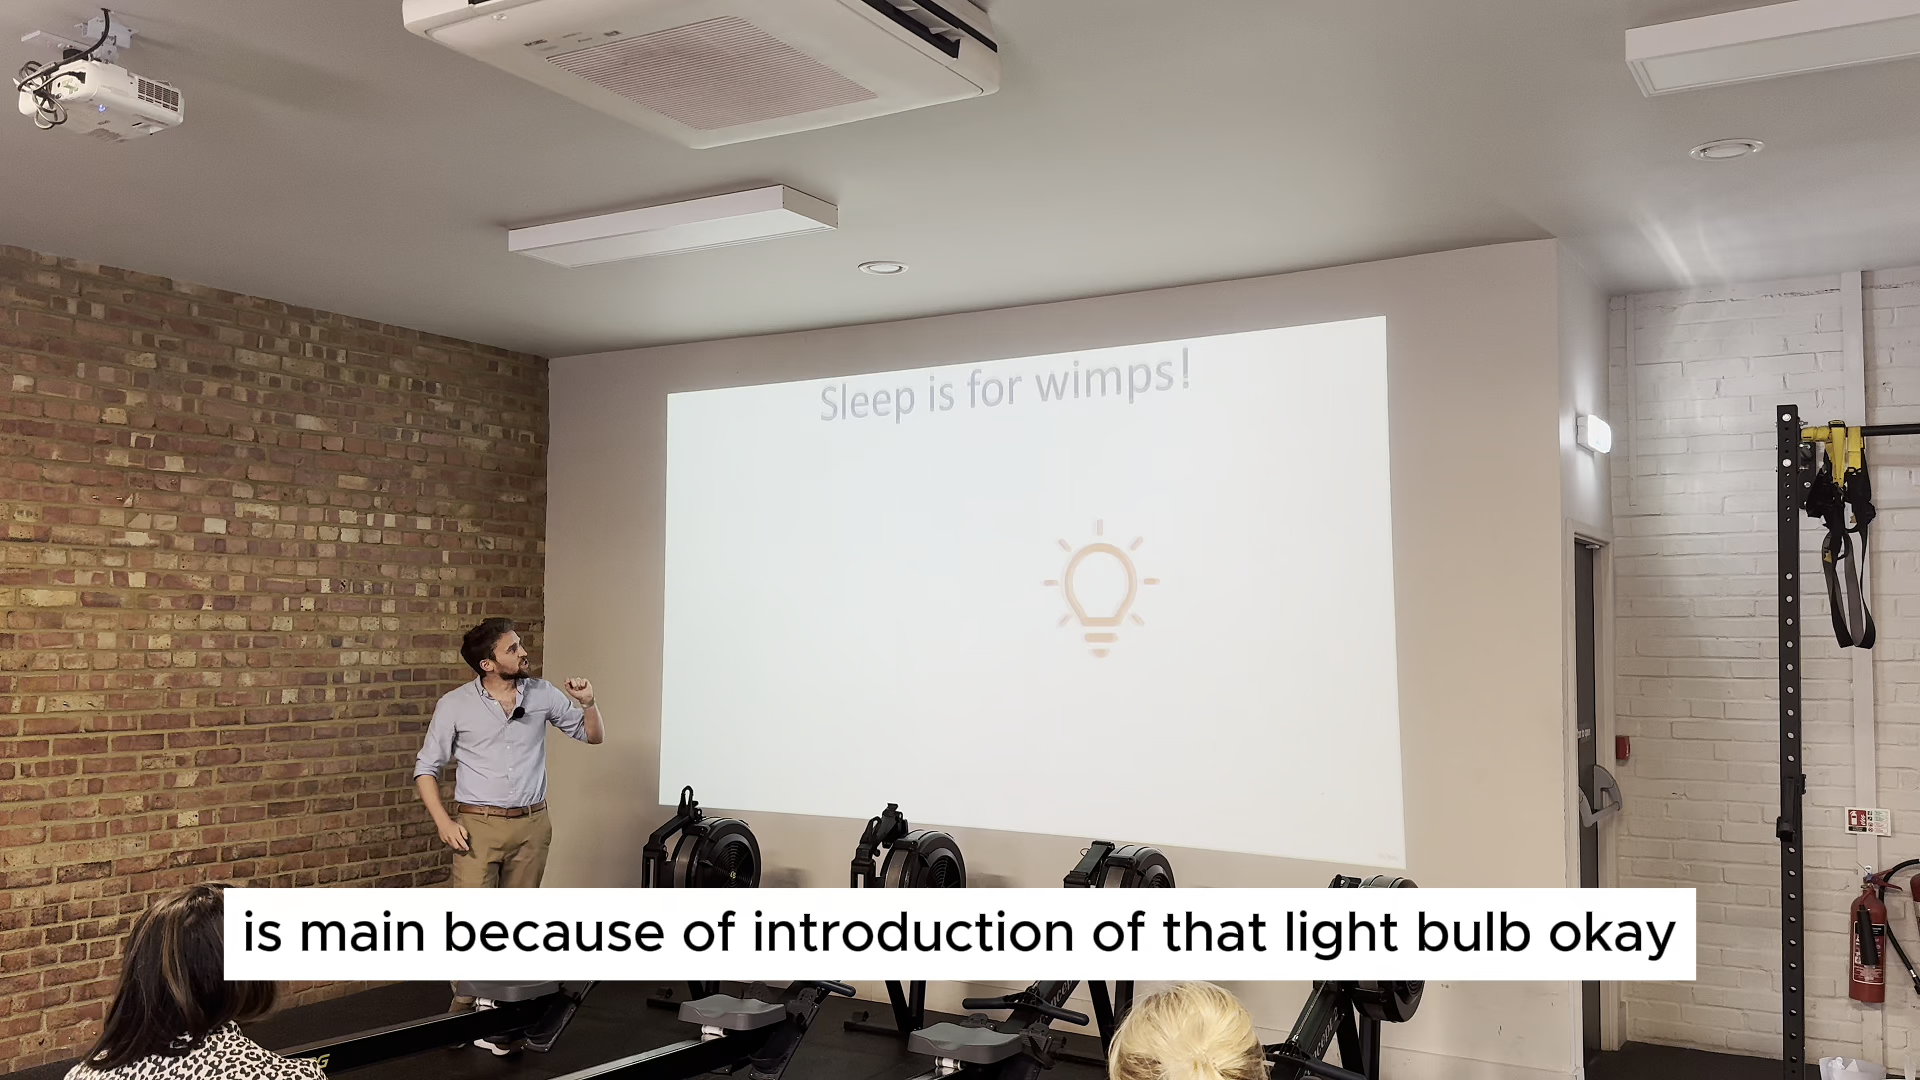 Sleep is for wimps!
is main because of introduction of that light bulb okay